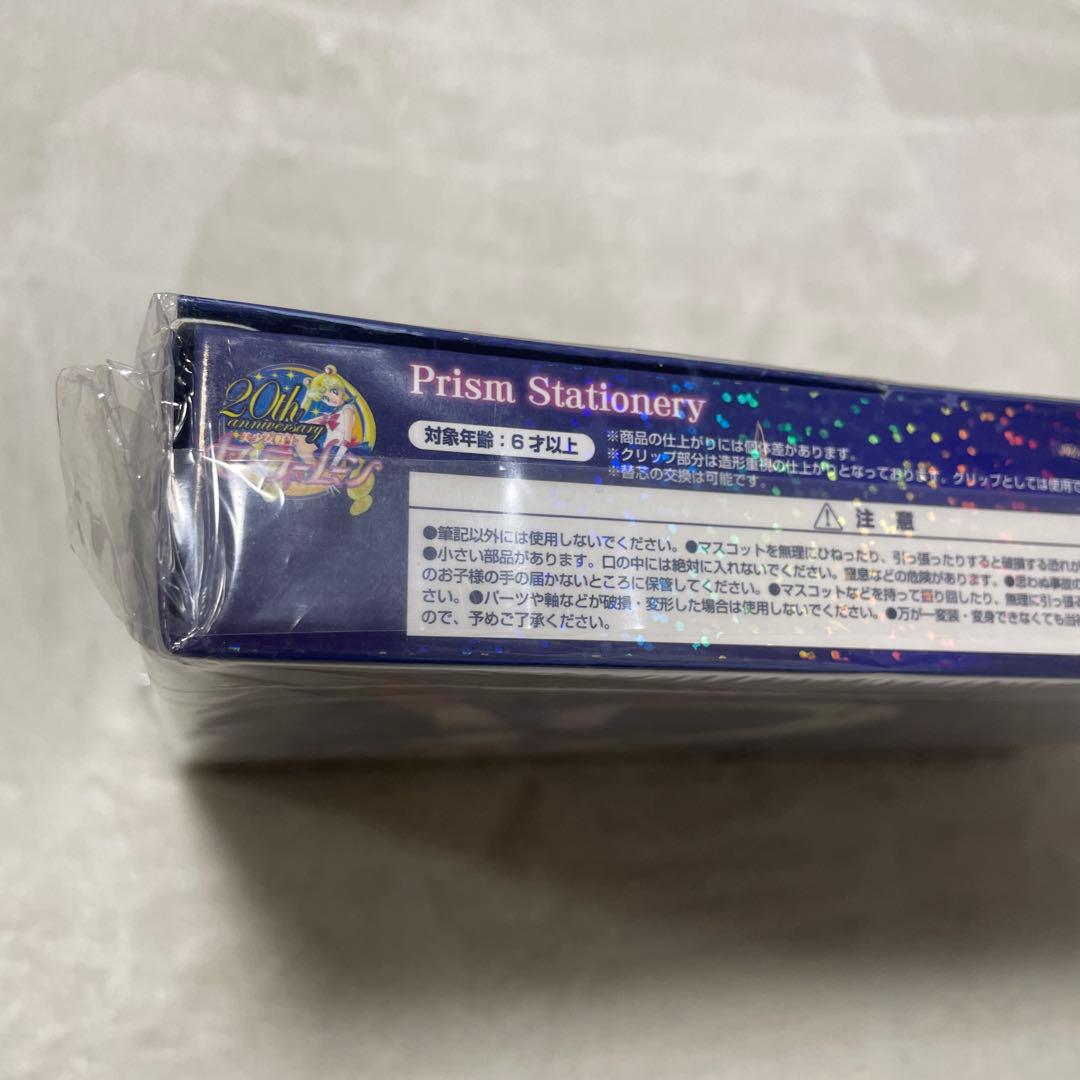 20th
anniversary
美少女戦士
セーラームーン
Prism Stationery
対象年齢：6才以上
※商品の仕上がりには個体差があります。
※クリップ部分は造形重視の仕上がりとなっております。クリップとしては使用で
※替芯の交換は可能です。
⚠ 注意
●筆記以外には使用しないでください。●マスコットを無理にひねったり、引っ張ったりすると破損する恐れが
●小さい部品があります。口の中には絶対に入れないでください。窒息などの危険があります。●思わぬ事故の
のお子様の手の届かないところに保管してください。●マスコットなどを持って振り回したり、無理に引っ張
さい。●パーツや軸などが破損・変形した場合は使用しないでください。●万が一変装・変身できなくても当
ので、予めご了承ください。